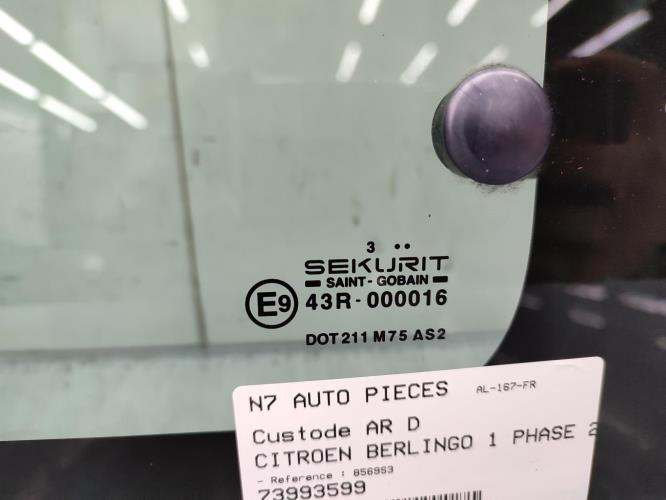 3 ..
SEKURIT
SAINT-GOBAIN
E9 43R-000016
DOT 211 M75 AS2
N7 AUTO PIECES AL-167-FR
Custode AR D
CITROEN BERLINGO 1 PHASE 2
- Reference : 8569S3
73993599